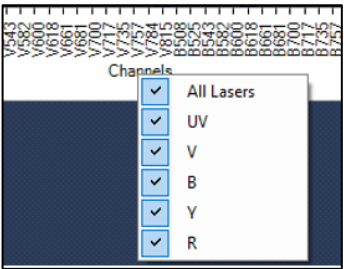 V543 V582 V600 V618 V661 V681 V700 V717 V735 V757 V784 V815 B508 B525 B543 B582 B600 B618 B661 B681 B700 B717 B735 B757
Channels
All Lasers
UV
V
B
Y
R